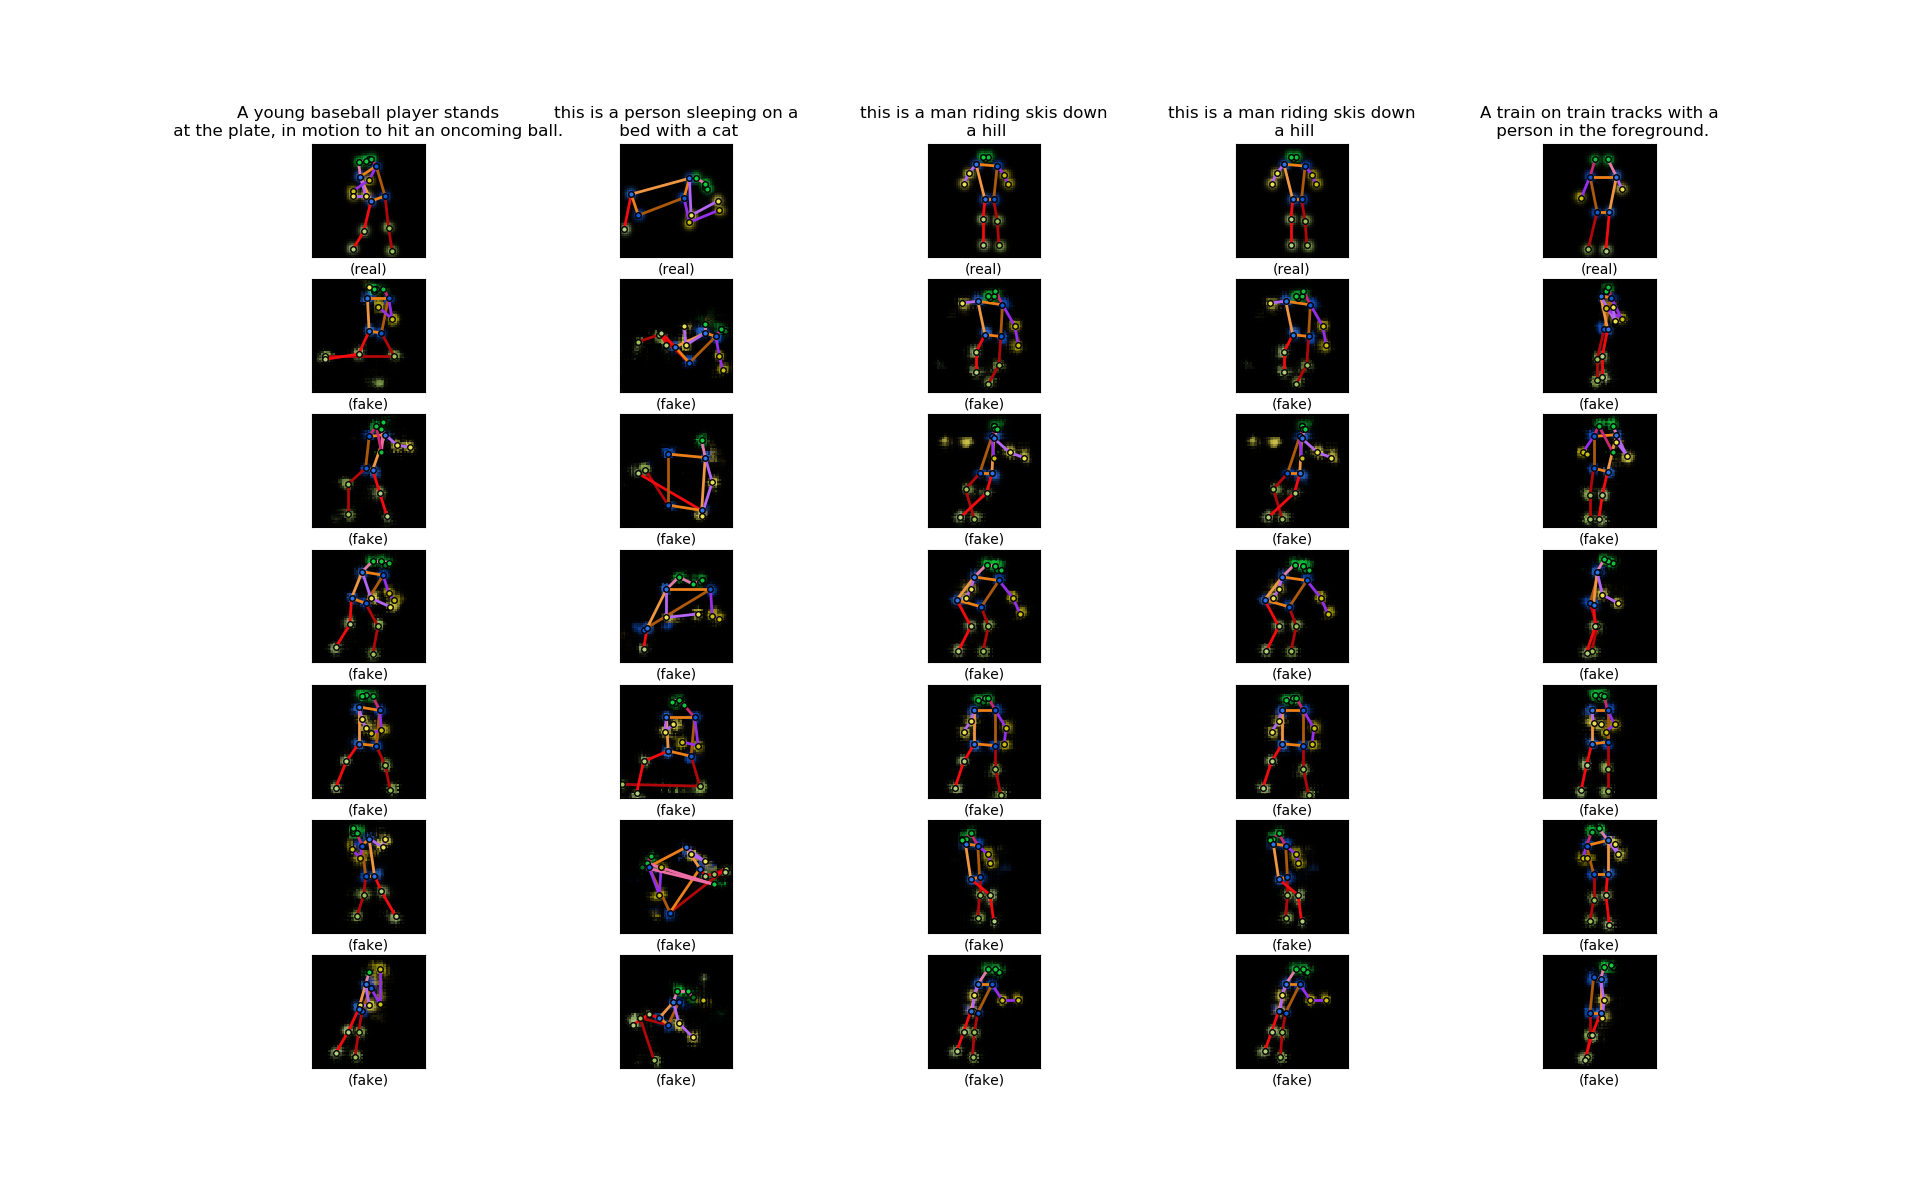 A young baseball player stands
at the plate, in motion to hit an oncoming ball.
this is a person sleeping on a
bed with a cat
this is a man riding skis down
a hill
this is a man riding skis down
a hill
A train on train tracks with a
person in the foreground.
(real) (real) (real) (real) (real)
(fake) (fake) (fake) (fake) (fake)
(fake) (fake) (fake) (fake) (fake)
(fake) (fake) (fake) (fake) (fake)
(fake) (fake) (fake) (fake) (fake)
(fake) (fake) (fake) (fake) (fake)
(fake) (fake) (fake) (fake) (fake)